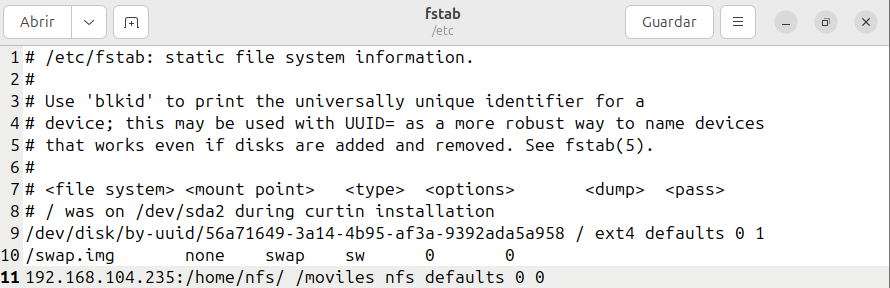 Abrir
fstab
/etc
Guardar
1 # /etc/fstab: static file system information.
2 #
3 # Use 'blkid' to print the universally unique identifier for a
4 # device; this may be used with UUID= as a more robust way to name devices
5 # that works even if disks are added and removed. See fstab(5).
6 #
7 # <file system> <mount point>   <type>  <options>       <dump>  <pass>
8 # / was on /dev/sda2 during curtin installation
9 /dev/disk/by-uuid/56a71649-3a14-4b95-af3a-9392ada5a958 / ext4 defaults 0 1
10 /swap.img       none    swap    sw      0       0
11 192.168.104.235:/home/nfs/ /moviles nfs defaults 0 0